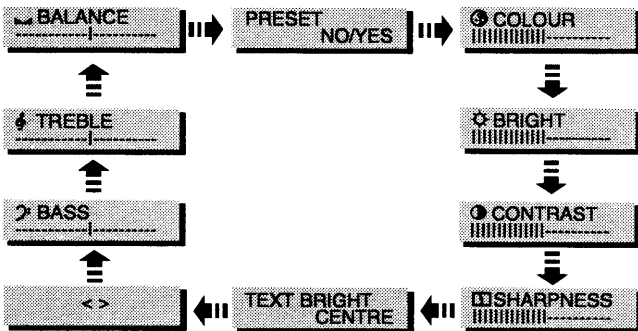 BALANCE
PRESET
NO/YES
COLOUR
TREBLE
BRIGHT
BASS
CONTRAST
< >
TEXT BRIGHT
CENTRE
SHARPNESS